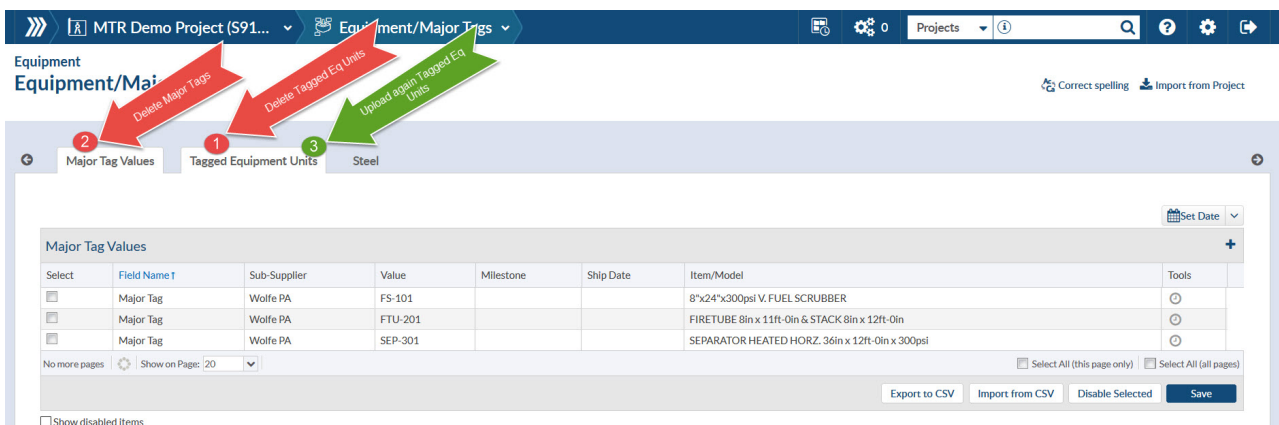 MTR Demo Project (S91... Equipment/Major Tags 0 Projects
Equipment
Equipment/Maj
Correct spelling Import from Project
Delete Major Tags
Delete Tagged Eq Units
Upload again Tagged Eq
Units
2 1 3
Major Tag Values Tagged Equipment Units Steel
Set Date
Major Tag Values +
Select Field Name↑ Sub-Supplier Value Milestone Ship Date Item/Model Tools
Major Tag Wolfe PA FS-101 8"x24"x300psi V. FUEL SCRUBBER
Major Tag Wolfe PA FTU-201 FIRETUBE 8in x 11ft-0in & STACK 8in x 12ft-0in
Major Tag Wolfe PA SEP-301 SEPARATOR HEATED HORZ. 36in x 12ft-0in x 300psi
No more pages Show on Page: 20 Select All (this page only) Select All (all pages)
Export to CSV Import from CSV Disable Selected Save
Show disabled items